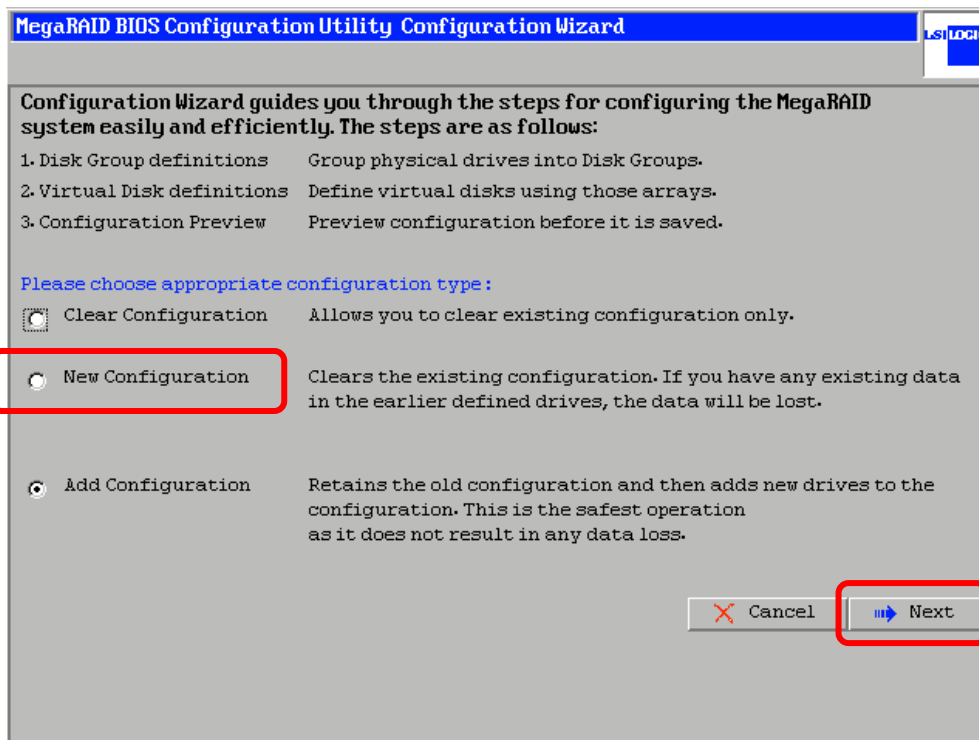 MegaRAID BIOS Configuration Utility Configuration Wizard
LSI LOGIC
Configuration Wizard guides you through the steps for configuring the MegaRAID
system easily and efficiently. The steps are as follows:
1. Disk Group definitions Group physical drives into Disk Groups.
2. Virtual Disk definitions Define virtual disks using those arrays.
3. Configuration Preview Preview configuration before it is saved.
Please choose appropriate configuration type:
Clear Configuration Allows you to clear existing configuration only.
New Configuration Clears the existing configuration. If you have any existing data
in the earlier defined drives, the data will be lost.
Add Configuration Retains the old configuration and then adds new drives to the
configuration. This is the safest operation
as it does not result in any data loss.
Cancel Next